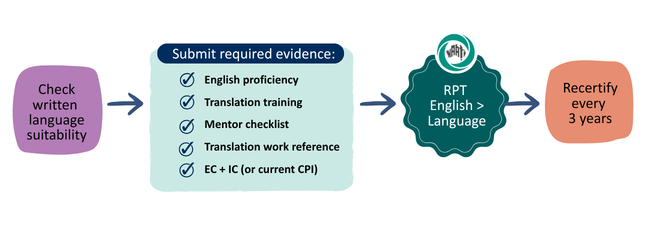 Check
written
language
suitability
Submit required evidence:
English proficiency
Translation training
Mentor checklist
Translation work reference
EC + IC (or current CPI)
RPT
English >
Language
Recertify
every
3 years